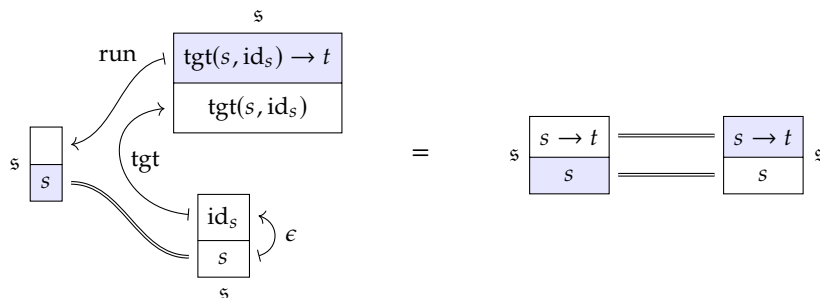 𝔰
run
tgt(s, id_s) → t
tgt(s, id_s)
𝔰
s
tgt
id_s
s
ϵ
𝔰
=
𝔰
s → t
s
s → t
s
𝔰